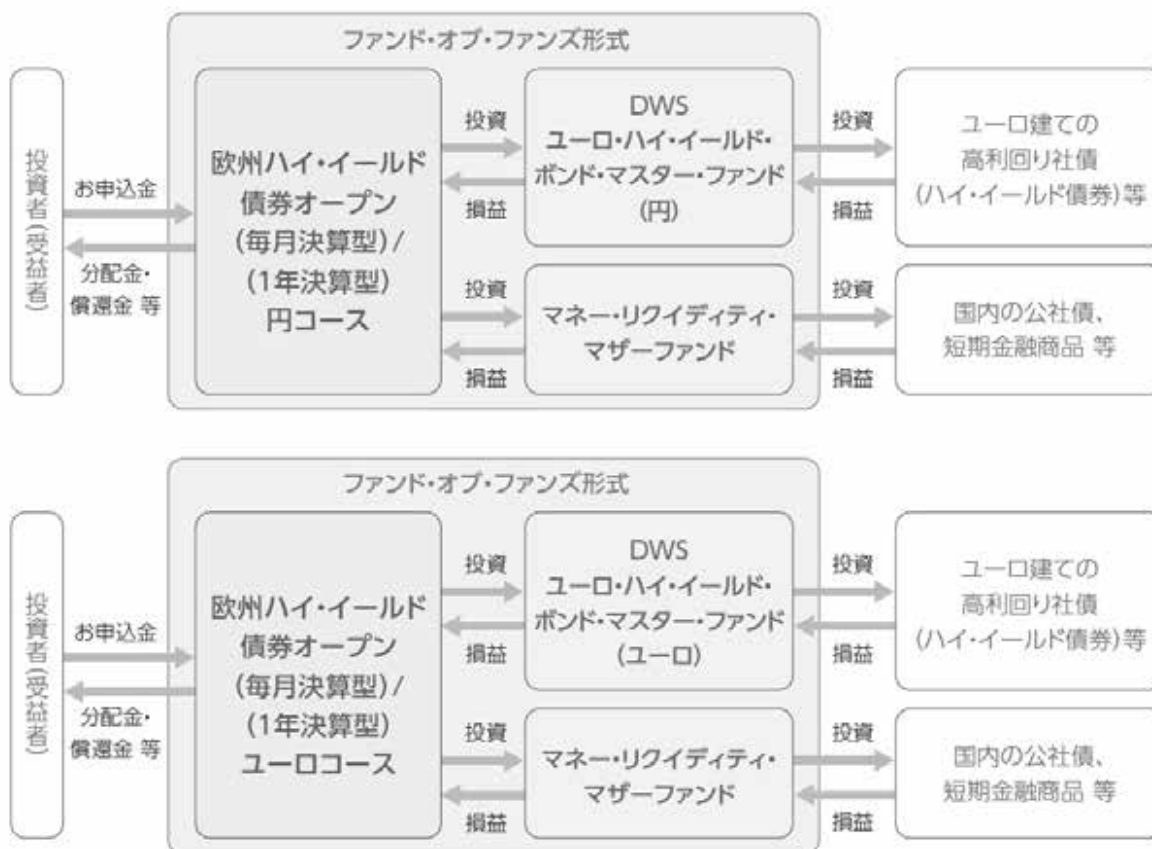 ファンド・オブ・ファンズ形式
投資者(受益者)
お申込金
分配金・
償還金 等
欧州ハイ・イールド
債券オープン
(毎月決算型)/
(1年決算型)
円コース
投資
損益
DWS
ユーロ・ハイ・イールド・
ボンド・マスター・ファンド
(円)
投資
損益
ユーロ建ての
高利回り社債
(ハイ・イールド債券)等
投資
損益
マネー・リクイディティ・
マザーファンド
投資
損益
国内の公社債、
短期金融商品 等
ファンド・オブ・ファンズ形式
投資者(受益者)
お申込金
分配金・
償還金 等
欧州ハイ・イールド
債券オープン
(毎月決算型)/
(1年決算型)
ユーロコース
投資
損益
DWS
ユーロ・ハイ・イールド・
ボンド・マスター・ファンド
(ユーロ)
投資
損益
ユーロ建ての
高利回り社債
(ハイ・イールド債券)等
投資
損益
マネー・リクイディティ・
マザーファンド
投資
損益
国内の公社債、
短期金融商品 等